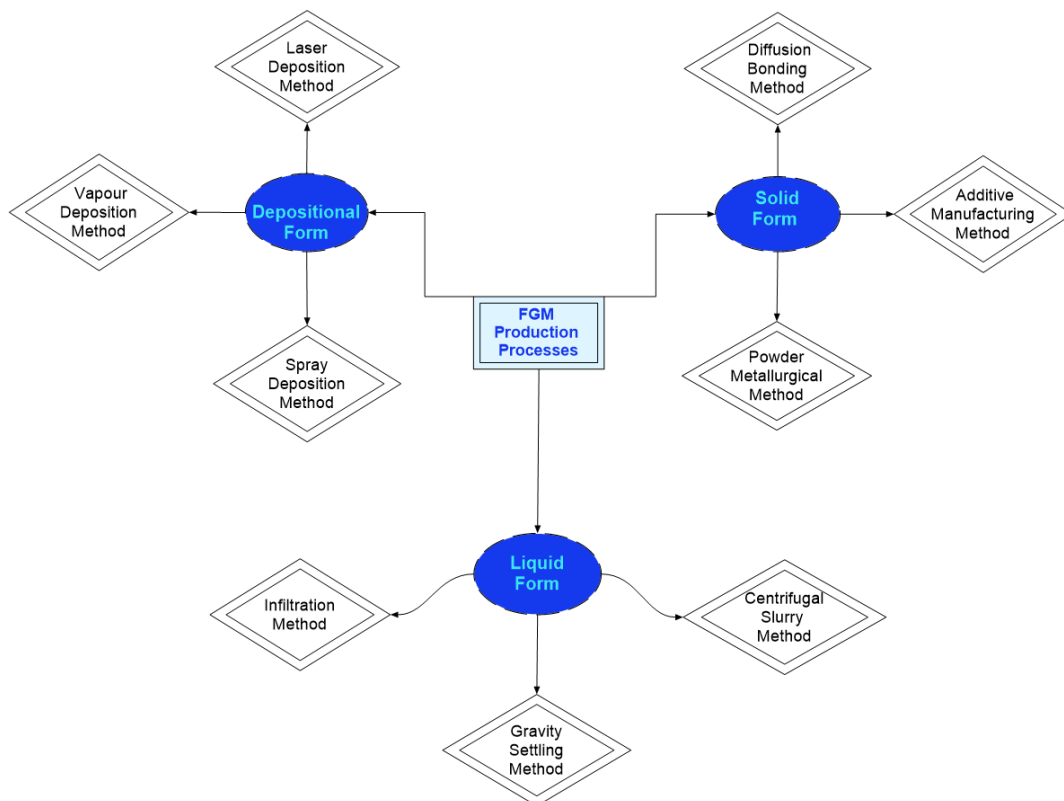 Laser
Deposition
Method
Diffusion
Bonding
Method
Vapour
Deposition
Method
Depositional
Form
Solid
Form
Additive
Manufacturing
Method
FGM
Production
Processes
Spray
Deposition
Method
Powder
Metallurgical
Method
Liquid
Form
Infiltration
Method
Centrifugal
Slurry
Method
Gravity
Settling
Method